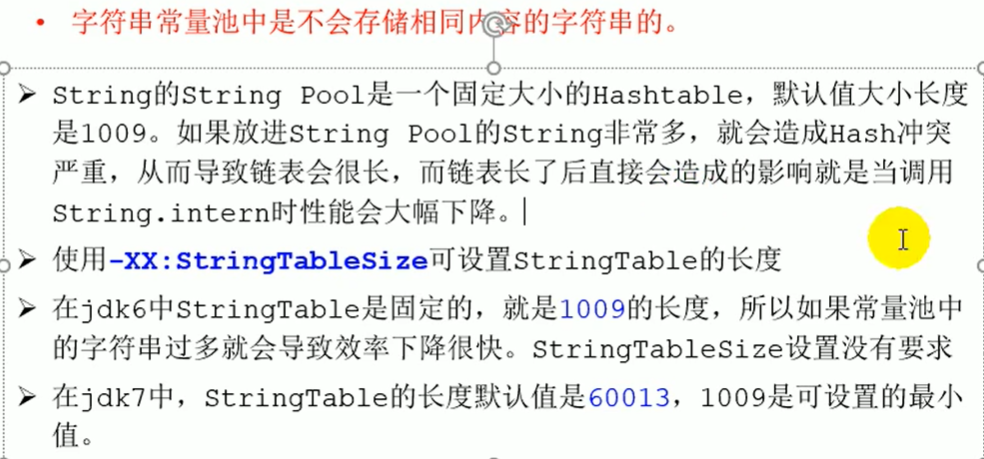 • 字符串常量池中是不会存储相同内容的字符串的。
➢ String的String Pool是一个固定大小的Hashtable，默认值大小长度
是1009。如果放进String Pool的String非常多，就会造成Hash冲突
严重，从而导致链表会很长，而链表长了后直接会造成的影响就是当调用
String.intern时性能会大幅下降。
➢ 使用-XX:StringTableSize可设置StringTable的长度
➢ 在jdk6中StringTable是固定的，就是1009的长度，所以如果常量池中
的字符串过多就会导致效率下降很快。StringTableSize设置没有要求
➢ 在jdk7中，StringTable的长度默认值是60013，1009是可设置的最小
值。